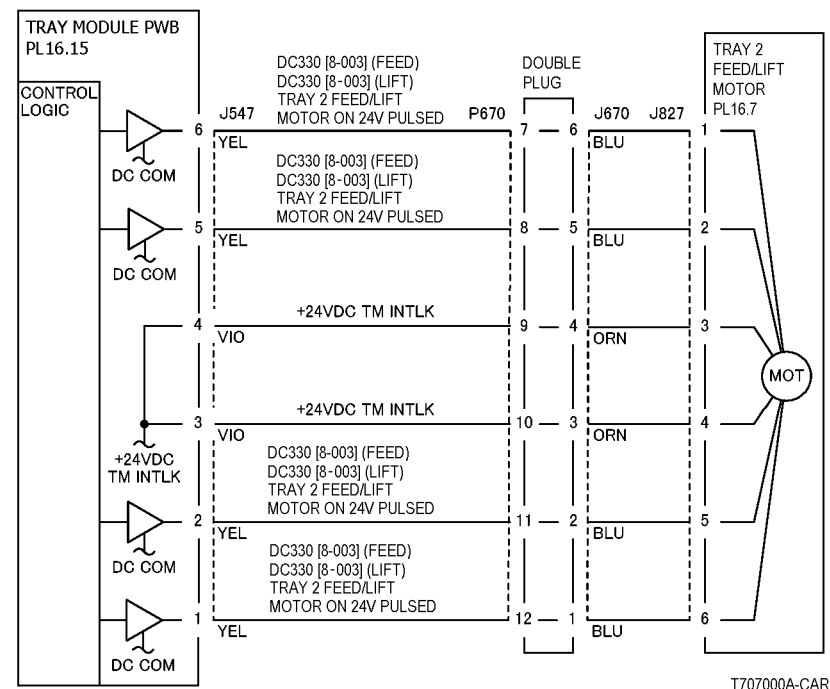 TRAY MODULE PWB
PL16.15
CONTROL
LOGIC
DC330 [8-003] (FEED)
DC330 [8-003] (LIFT)
TRAY 2 FEED/LIFT
MOTOR ON 24V PULSED
DOUBLE
PLUG
TRAY 2
FEED/LIFT
MOTOR
PL16.7
J547
P670
J670
J827
6
YEL
7
6
BLU
1
DC COM
DC330 [8-003] (FEED)
DC330 [8-003] (LIFT)
TRAY 2 FEED/LIFT
MOTOR ON 24V PULSED
5
YEL
8
5
BLU
2
DC COM
+24VDC TM INTLK
4
VIO
9
4
ORN
3
MOT
+24VDC TM INTLK
3
VIO
10
3
ORN
4
+24VDC
TM INTLK
DC330 [8-003] (FEED)
DC330 [8-003] (LIFT)
TRAY 2 FEED/LIFT
MOTOR ON 24V PULSED
2
YEL
11
2
BLU
5
DC COM
DC330 [8-003] (FEED)
DC330 [8-003] (LIFT)
TRAY 2 FEED/LIFT
MOTOR ON 24V PULSED
1
YEL
12
1
BLU
6
DC COM
T707000A-CAR